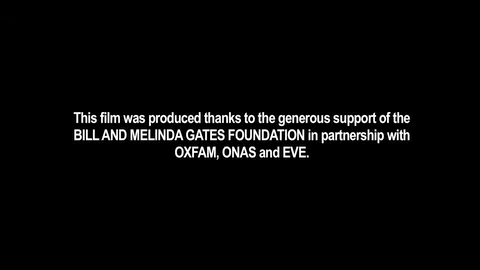 This film was produced thanks to the generous support of the
BILL AND MELINDA GATES FOUNDATION in partnership with
OXFAM, ONAS and EVE.